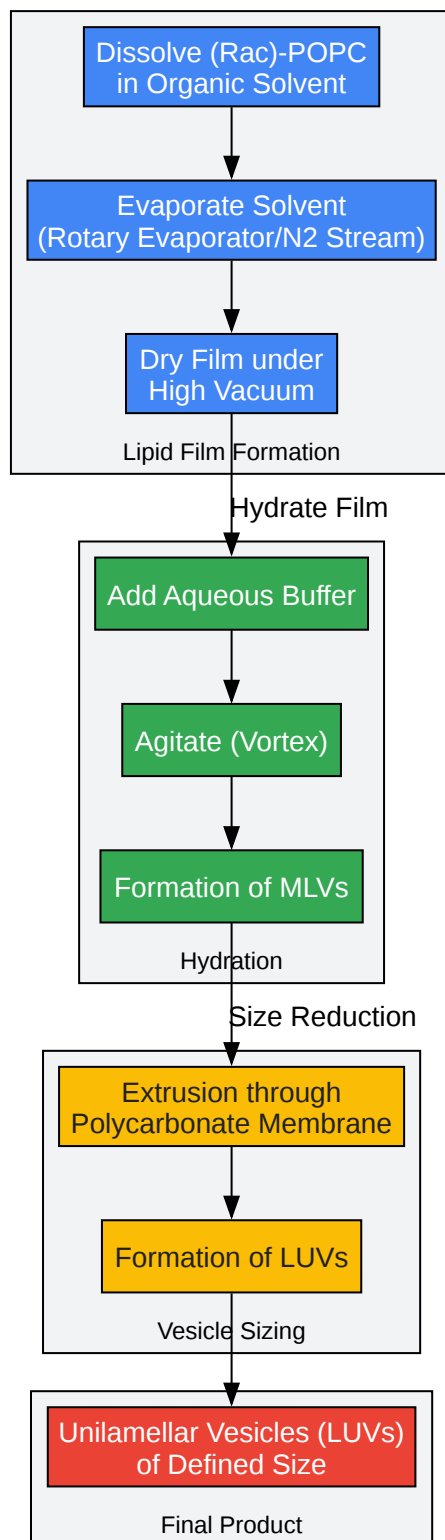 Dissolve (Rac)-POPC
in Organic Solvent
Evaporate Solvent
(Rotary Evaporator/N2 Stream)
Dry Film under
High Vacuum
Lipid Film Formation
Hydrate Film
Add Aqueous Buffer
Agitate (Vortex)
Formation of MLVs
Hydration
Size Reduction
Extrusion through
Polycarbonate Membrane
Formation of LUVs
Vesicle Sizing
Unilamellar Vesicles (LUVs)
of Defined Size
Final Product